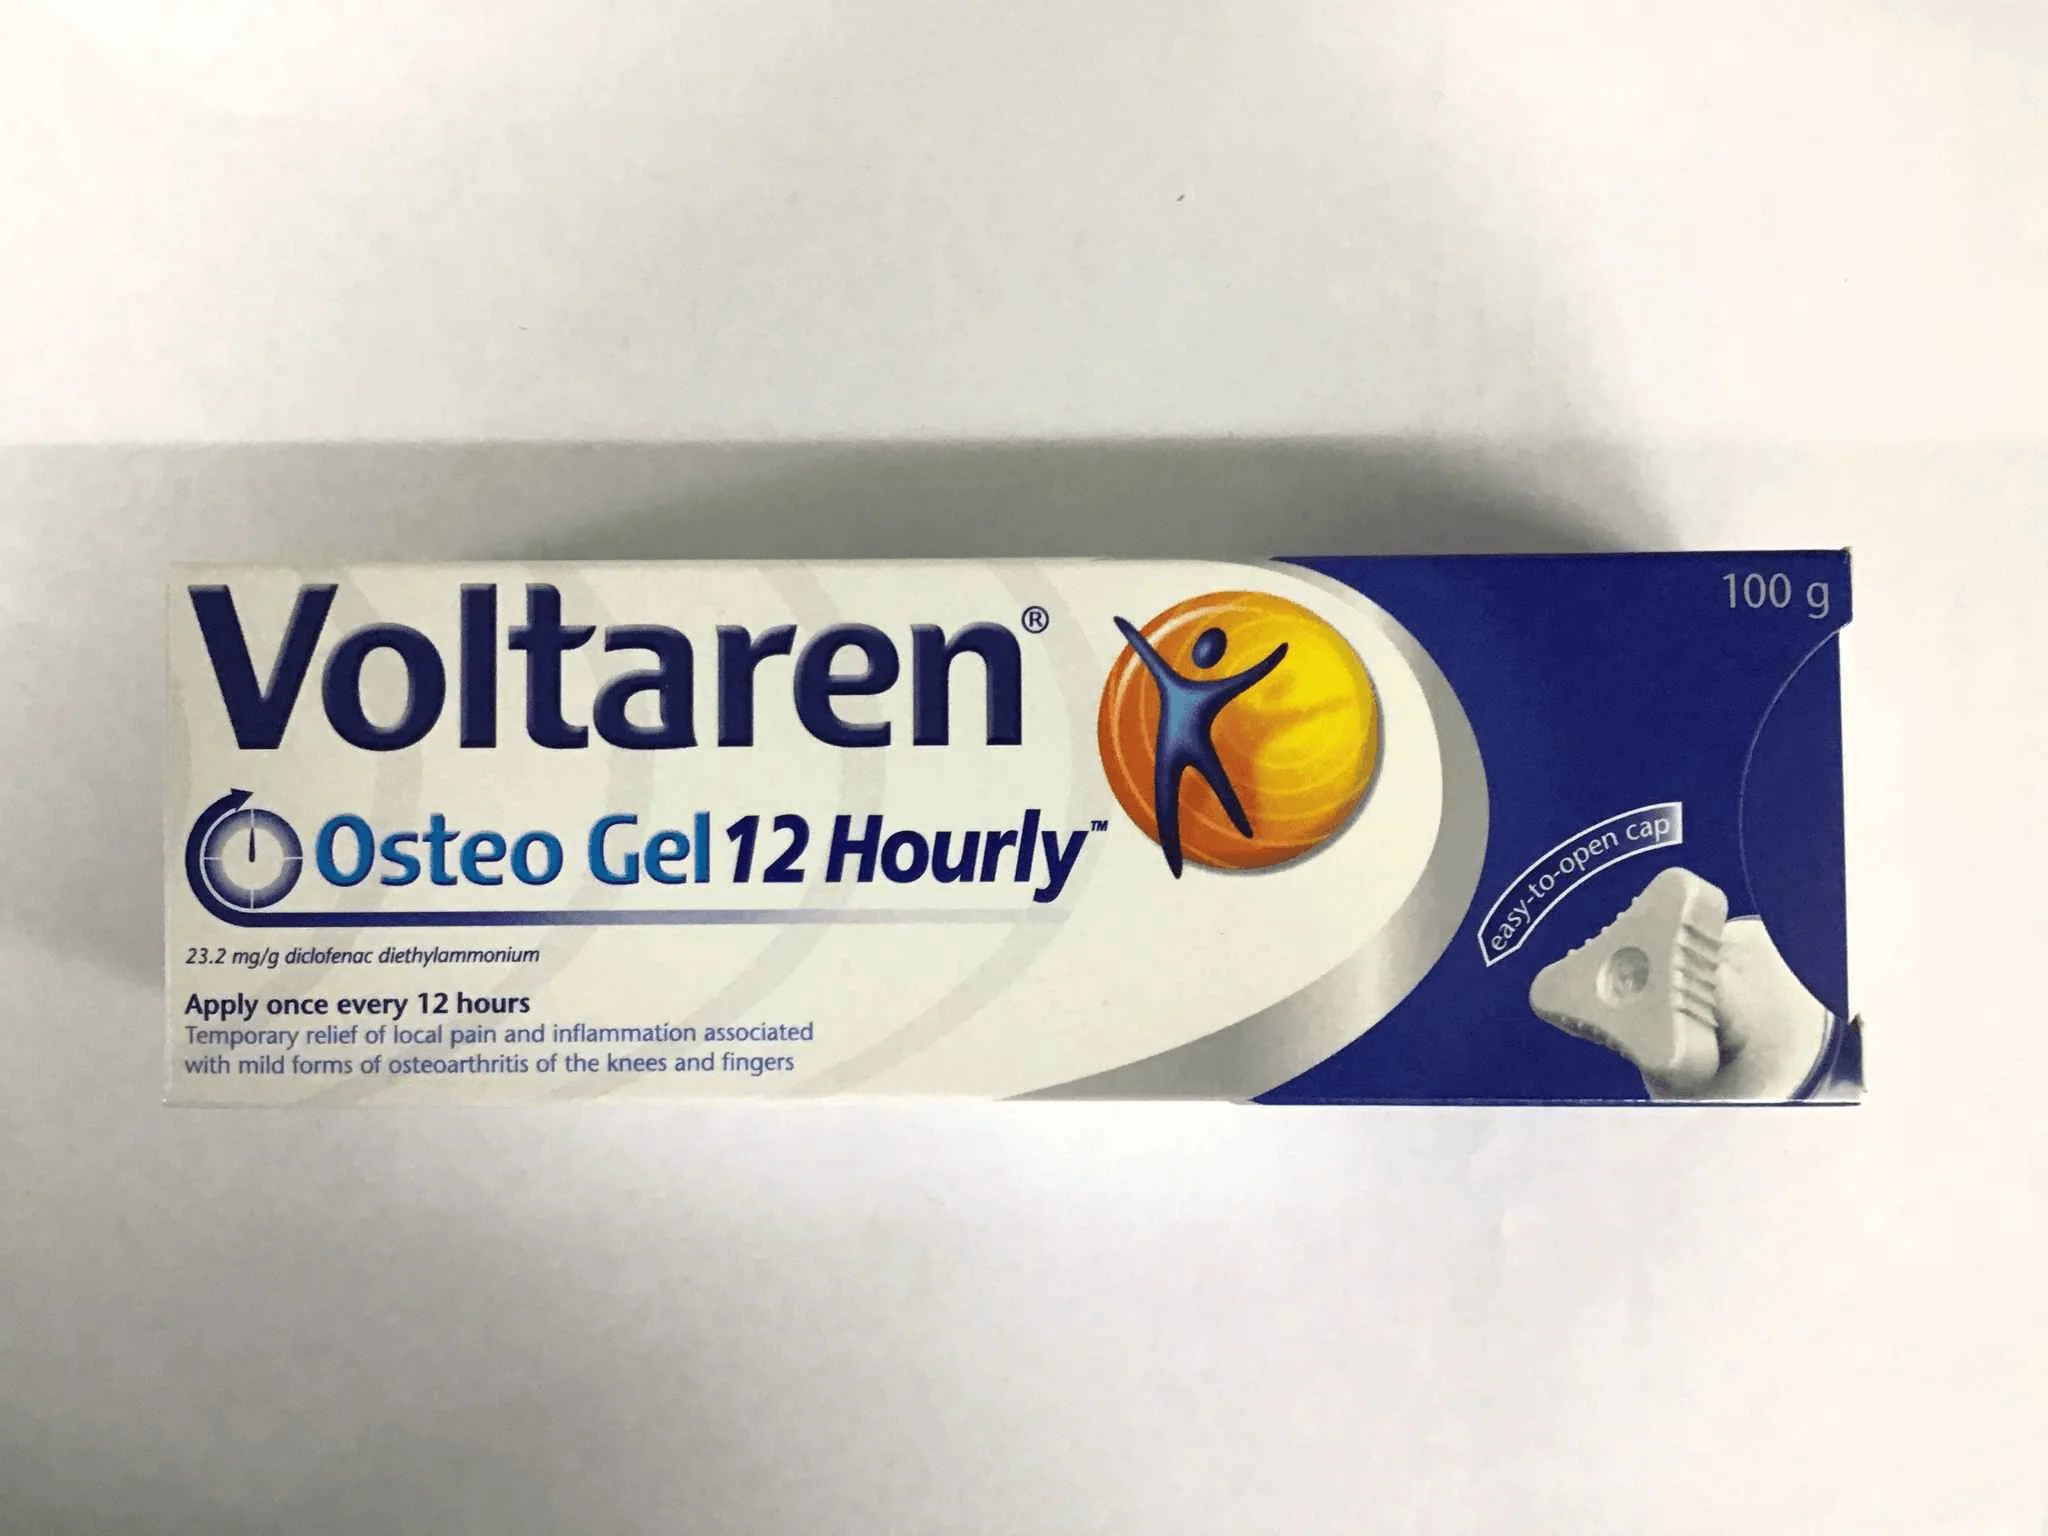 Voltaren®
Osteo Gel 12 Hourly™
23.2 mg/g diclofenac diethylammonium
Apply once every 12 hours
Temporary relief of local pain and inflammation associated
with mild forms of osteoarthritis of the knees and fingers
100 g
easy-to-open cap